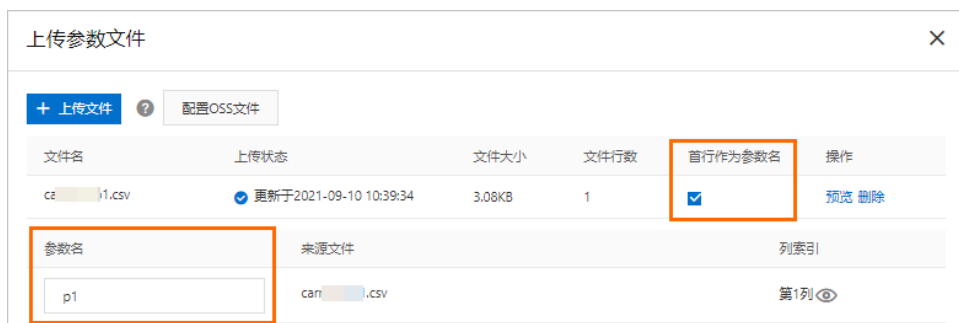 上传参数文件
+ 上传文件 ? 配置OSS文件
文件名 上传状态 文件大小 文件行数 首行作为参数名 操作
更新于2021-09-10 10:39:34 3.08KB 1 预览 删除
参数名 来源文件 列索引
p1 .csv 第1列